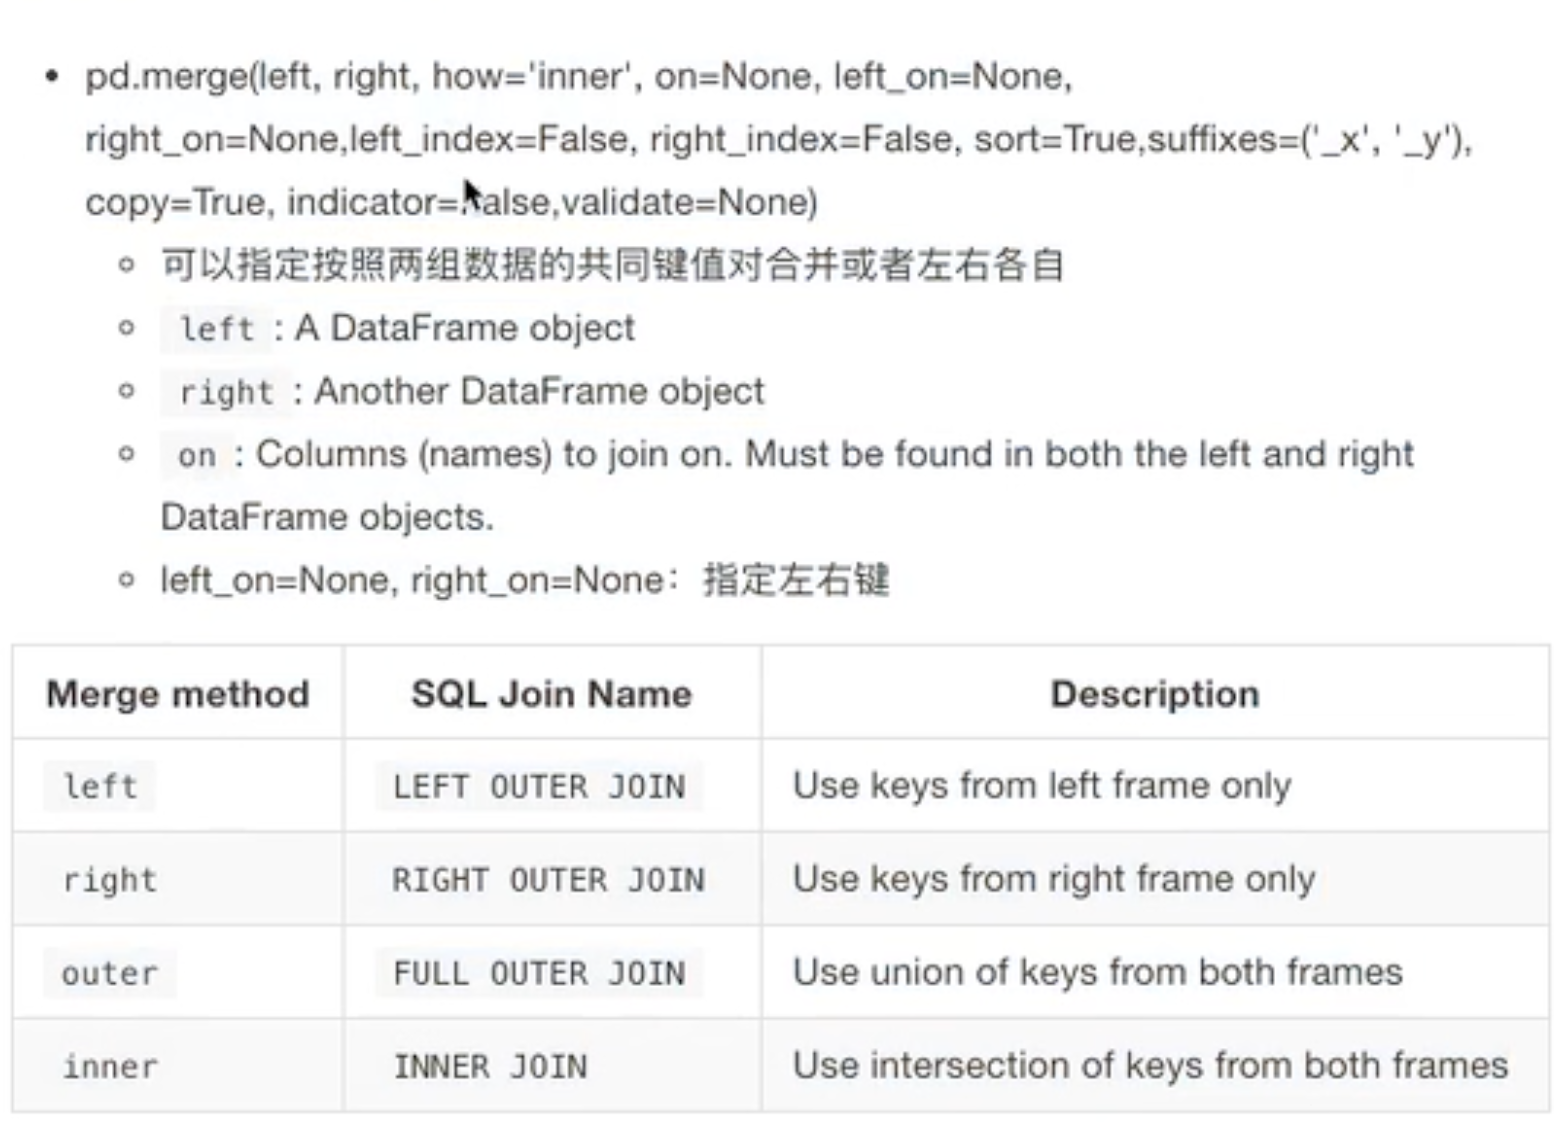 • pd.merge(left, right, how='inner', on=None, left_on=None,
right_on=None,left_index=False, right_index=False, sort=True,suffixes=('_x', '_y'),
copy=True, indicator=False,validate=None)
可以指定按照两组数据的共同键值对合并或者左右各自
left : A DataFrame object
right : Another DataFrame object
on : Columns (names) to join on. Must be found in both the left and right
DataFrame objects.
left_on=None, right_on=None：指定左右键
Merge method SQL Join Name Description
left LEFT OUTER JOIN Use keys from left frame only
right RIGHT OUTER JOIN Use keys from right frame only
outer FULL OUTER JOIN Use union of keys from both frames
inner INNER JOIN Use intersection of keys from both frames